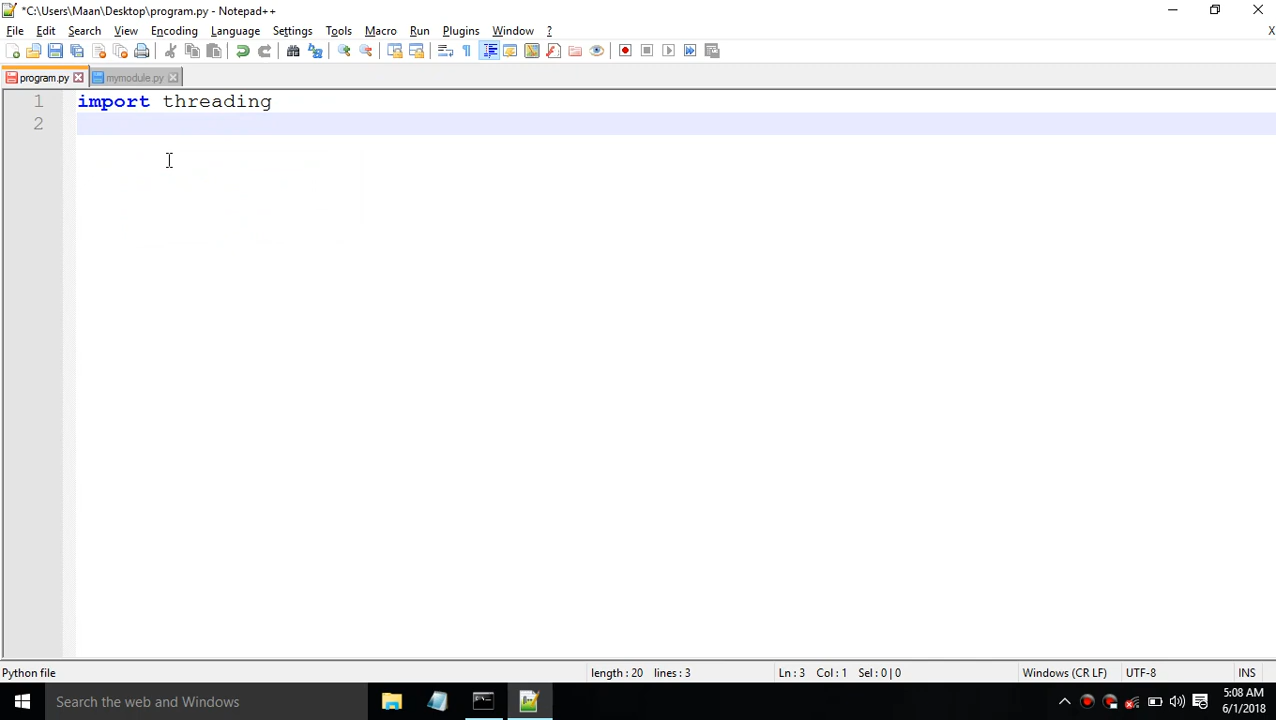 *C:\Users\Maan\Desktop\program.py - Notepad++
File Edit Search View Encoding Language Settings Tools Macro Run Plugins Window ? X
program.py mymodule.py
1 import threading
2
Python file length : 20 lines : 3 Ln : 3 Col : 1 Sel : 0 | 0 Windows (CR LF) UTF-8 INS
Search the web and Windows
5:08 AM
6/1/2018